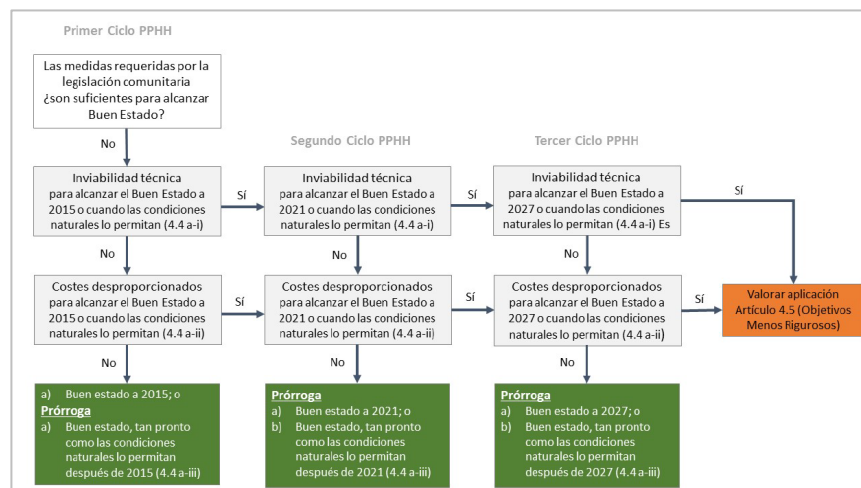 Primer Ciclo PPHH
Las medidas requeridas por la
legislación comunitaria
¿son suficientes para alcanzar
Buen Estado?
No
Segundo Ciclo PPHH
Tercer Ciclo PPHH
Inviabilidad técnica
para alcanzar el Buen Estado a
2015 o cuando las condiciones
naturales lo permitan (4.4 a-i)
Sí
Inviabilidad técnica
para alcanzar el Buen Estado a
2021 o cuando las condiciones
naturales lo permitan (4.4 a-i)
Sí
Inviabilidad técnica
para alcanzar el Buen Estado a
2027 o cuando las condiciones
naturales lo permitan (4.4 a-i) Es
Sí
No
No
No
Costes desproporcionados
para alcanzar el Buen Estado a
2015 o cuando las condiciones
naturales lo permitan (4.4 a-ii)
Sí
Costes desproporcionados
para alcanzar el Buen Estado a
2021 o cuando las condiciones
naturales lo permitan (4.4 a-ii)
Sí
Costes desproporcionados
para alcanzar el Buen Estado a
2027 o cuando las condiciones
naturales lo permitan (4.4 a-ii)
Sí
Valorar aplicación
Artículo 4.5 (Objetivos
Menos Rigurosos)
No
No
No
a) Buen estado a 2015; o
Prórroga
a) Buen estado, tan pronto
como las condiciones
naturales lo permitan
después de 2015 (4.4 a-iii)
Prórroga
a) Buen estado a 2021; o
b) Buen estado, tan pronto
como las condiciones
naturales lo permitan
después de 2021 (4.4 a-iii)
Prórroga
a) Buen estado a 2027; o
b) Buen estado, tan pronto
como las condiciones
naturales lo permitan
después de 2027 (4.4 a-iii)